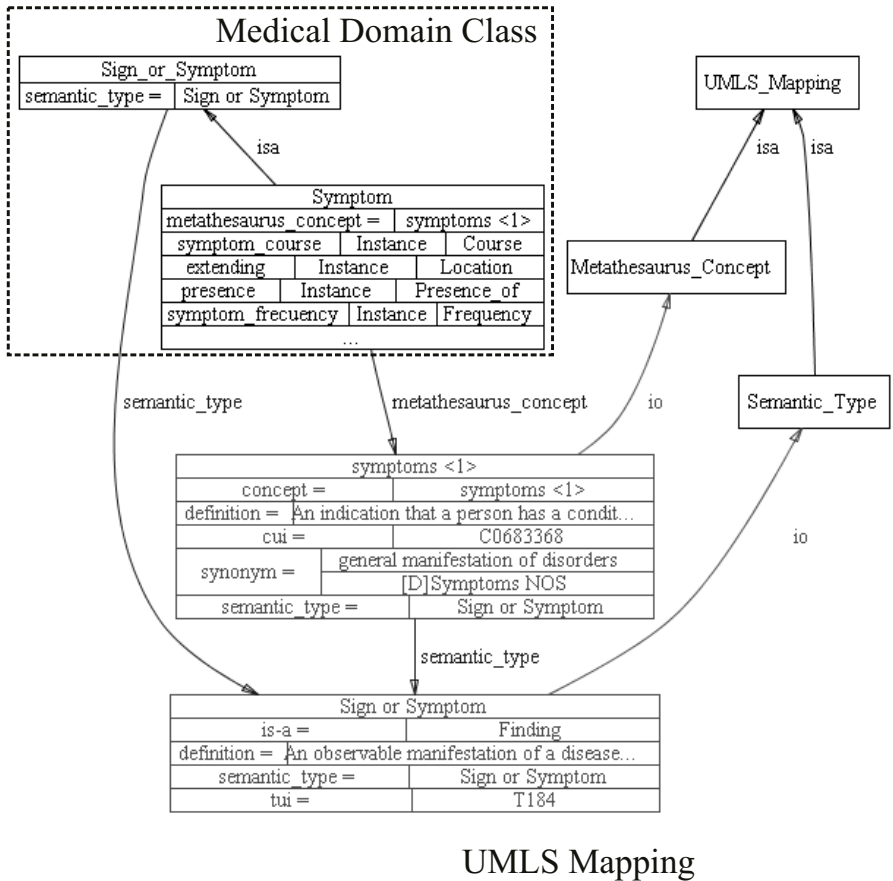 Medical Domain Class
Sign_or_Symptom
semantic_type = Sign or Symptom
isa
Symptom
metathesaurus_concept = symptoms <1>
symptom_course Instance Course
extending Instance Location
presence Instance Presence_of
symptom_frecuency Instance Frequency
...
UMLS_Mapping
isa
isa
Metathesaurus_Concept
Semantic_Type
semantic_type
metathesaurus_concept
io
io
symptoms <1>
concept = symptoms <1>
definition = An indication that a person has a condit...
cui = C0683368
synonym = general manifestation of disorders
[D]Symptoms NOS
semantic_type = Sign or Symptom
semantic_type
Sign or Symptom
is-a = Finding
definition = An observable manifestation of a disease...
semantic_type = Sign or Symptom
tui = T184
UMLS Mapping